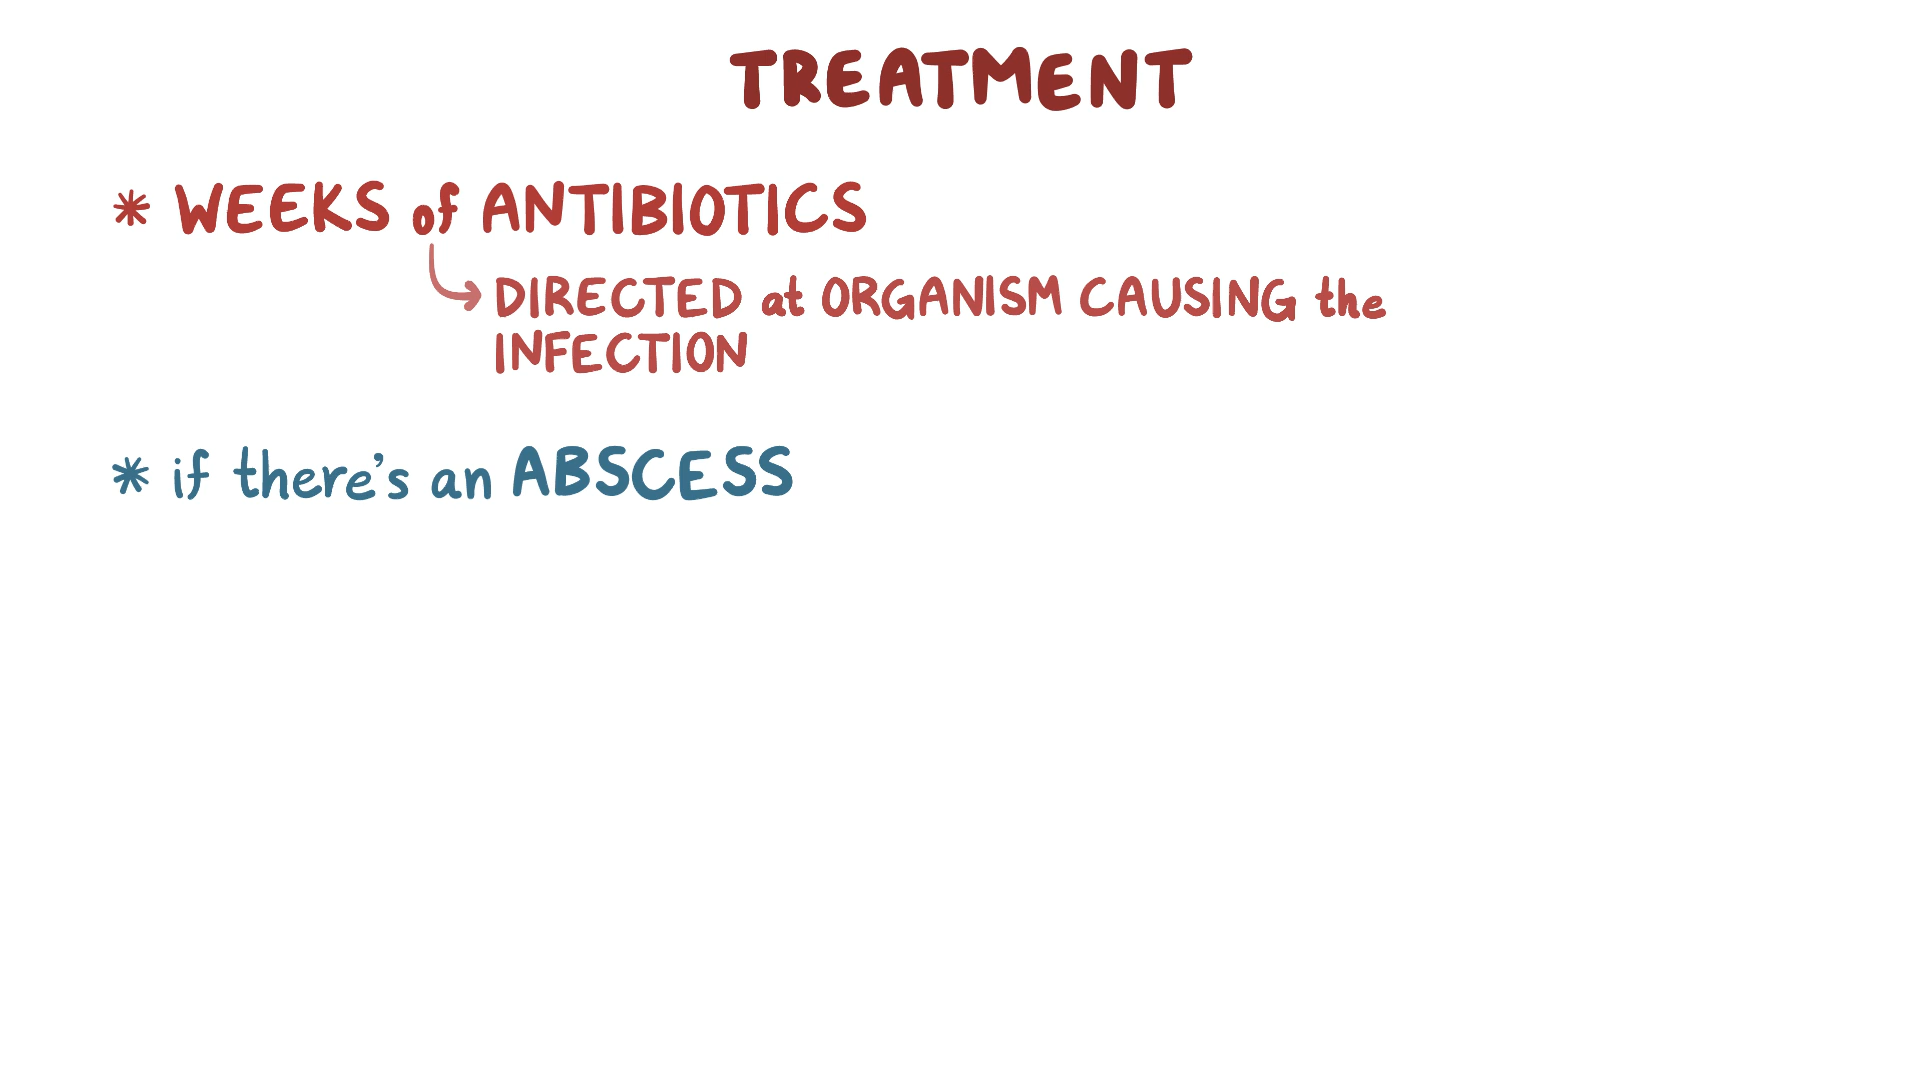 TREATMENT
* WEEKS of ANTIBIOTICS
DIRECTED at ORGANISM CAUSING the
INFECTION
* if there's an ABSCESS